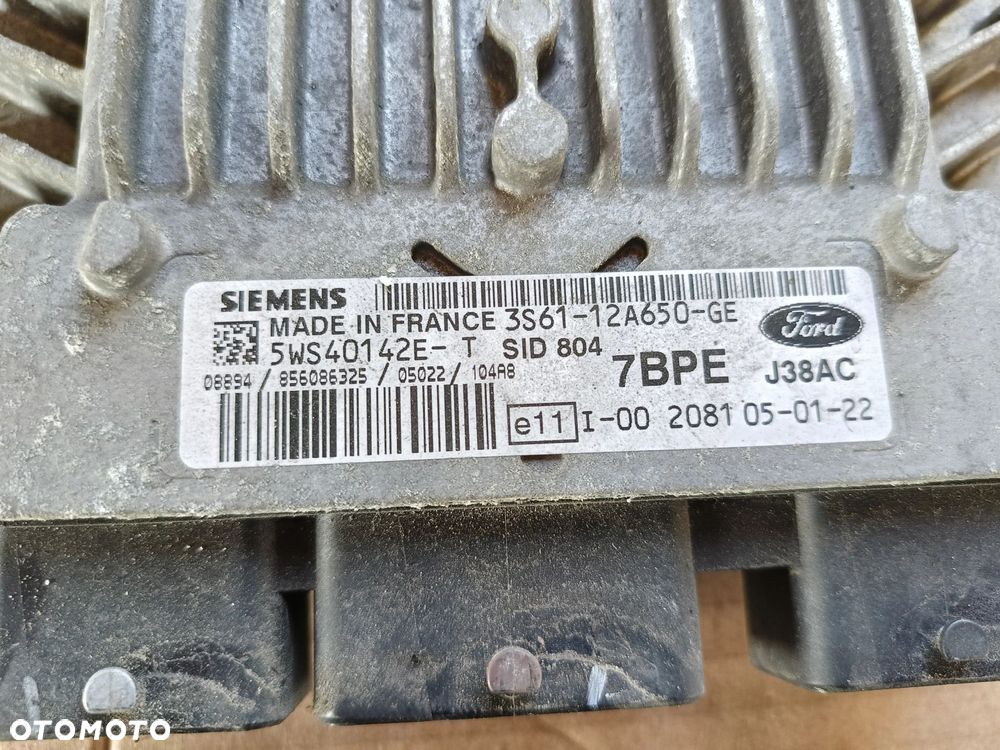 SIEMENS
MADE IN FRANCE 3S61-12A650-GE
Ford
5WS40142E- T SID 804
08894 / 856086325 / 05022 / 104A8
7BPE J38AC
e11 I-00 2081 05-01-22
OTOMOTO